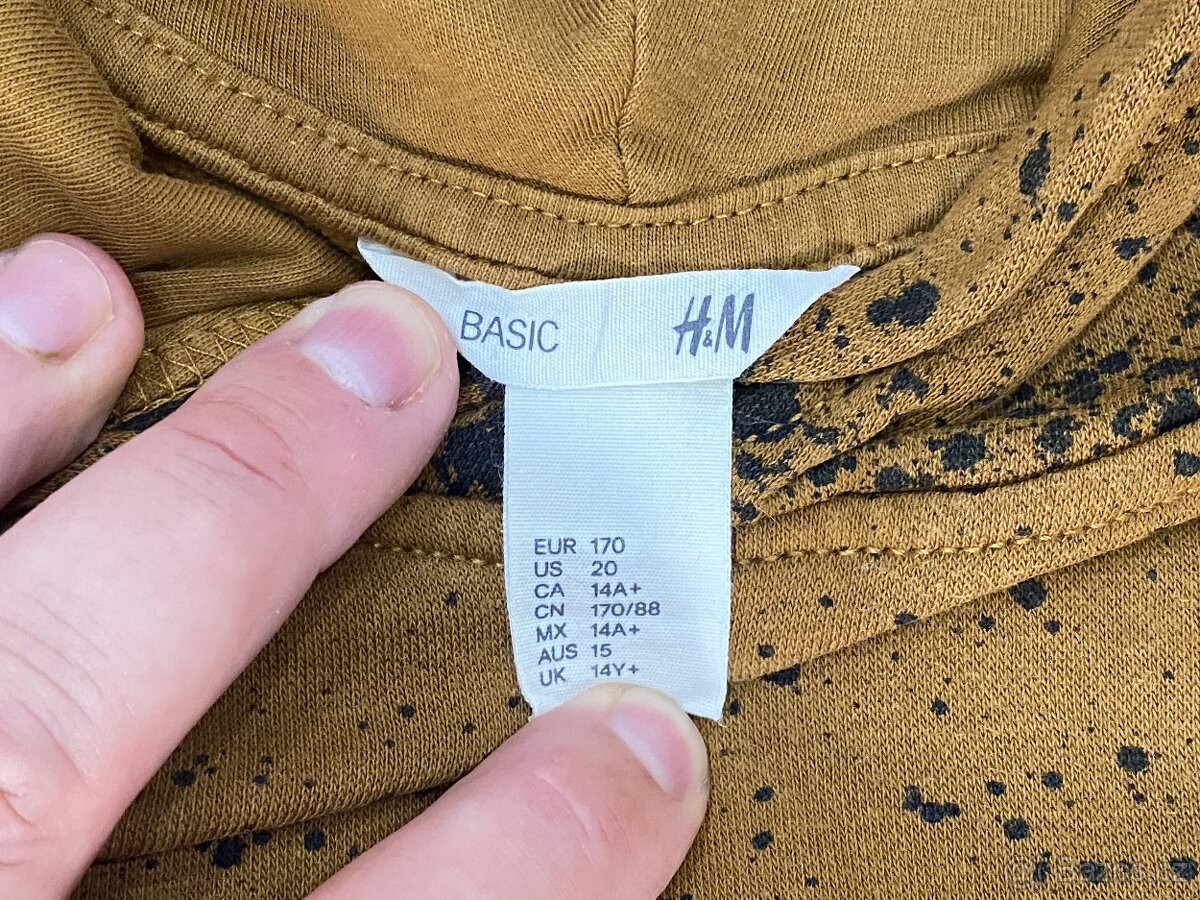 BASIC H&M
EUR 170
US 20
CA 14A+
CN 170/88
MX 14A+
AUS 15
UK 14Y+